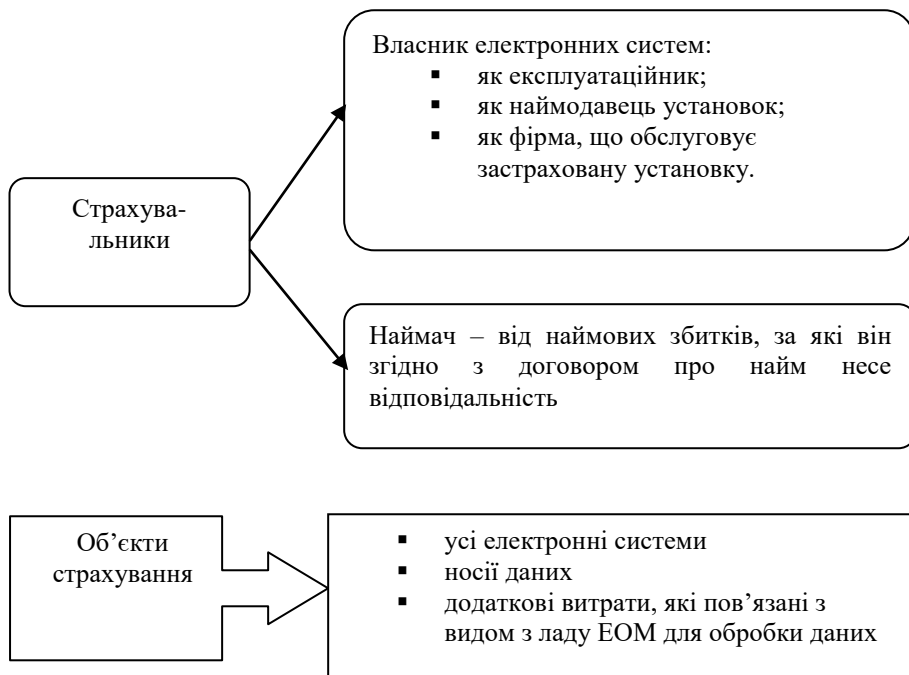 Власник електронних систем:
▪ як експлуатаційник;
▪ як наймодавець установок;
▪ як фірма, що обслуговує
застраховану установку.
Страхува-
льники
Наймач – від наймових збитків, за які він
згідно з договором про найм несе
відповідальність
Об’єкти
страхування
▪ усі електронні системи
▪ носії даних
▪ додаткові витрати, які пов’язані з
видом з ладу ЕОМ для обробки даних